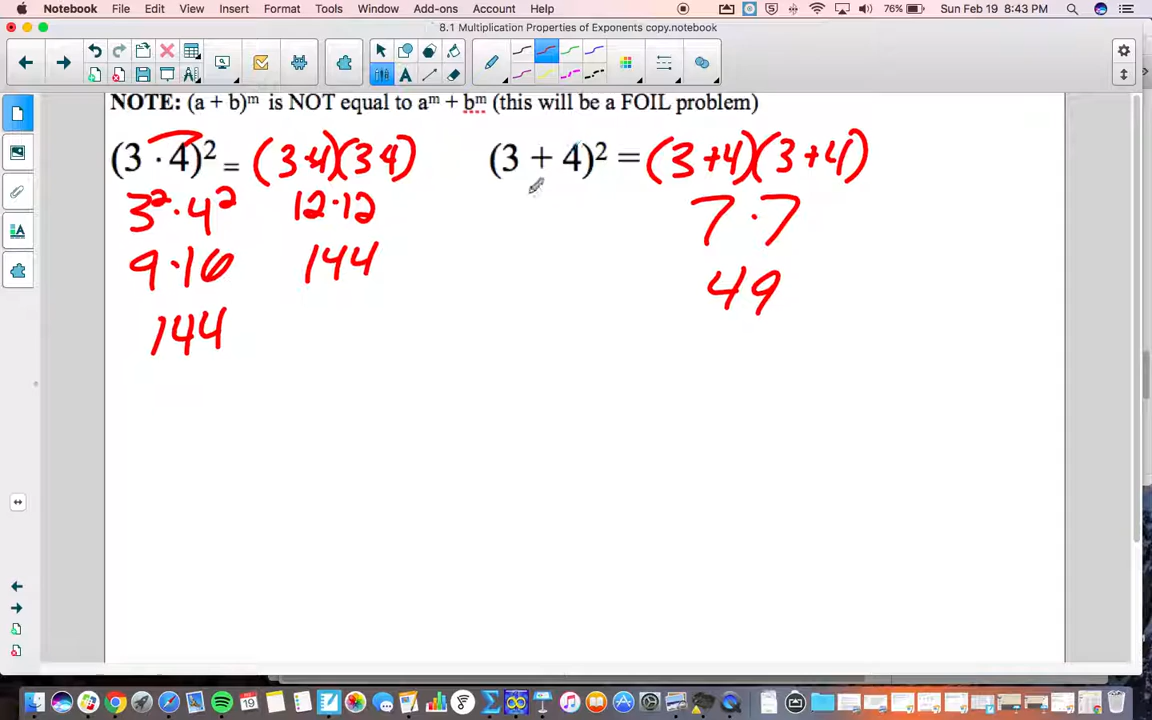 Notebook File Edit View Insert Format Tools Window Add-ons Account Help 76% Sun Feb 19 8:43 PM
8.1 Multiplication Properties of Exponents copy.notebook
NOTE: (a + b)ᵐ is NOT equal to aᵐ + bᵐ (this will be a FOIL problem)
(3 · 4)² = (3·4)(3·4)
3²·4² 12·12
9·16 144
144
(3 + 4)² = (3+4)(3+4)
7·7
49